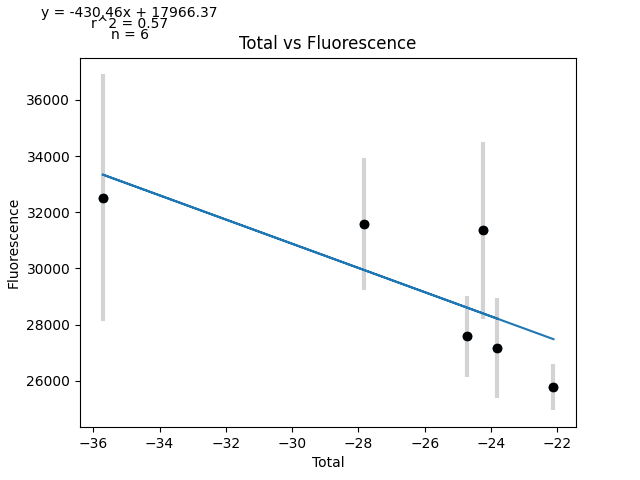 y = -430.46x + 17966.37
r^2 = 0.57
n = 6
Total vs Fluorescence
36000
34000
32000
30000
28000
26000
Fluorescence
−36 −34 −32 −30 −28 −26 −24 −22
Total